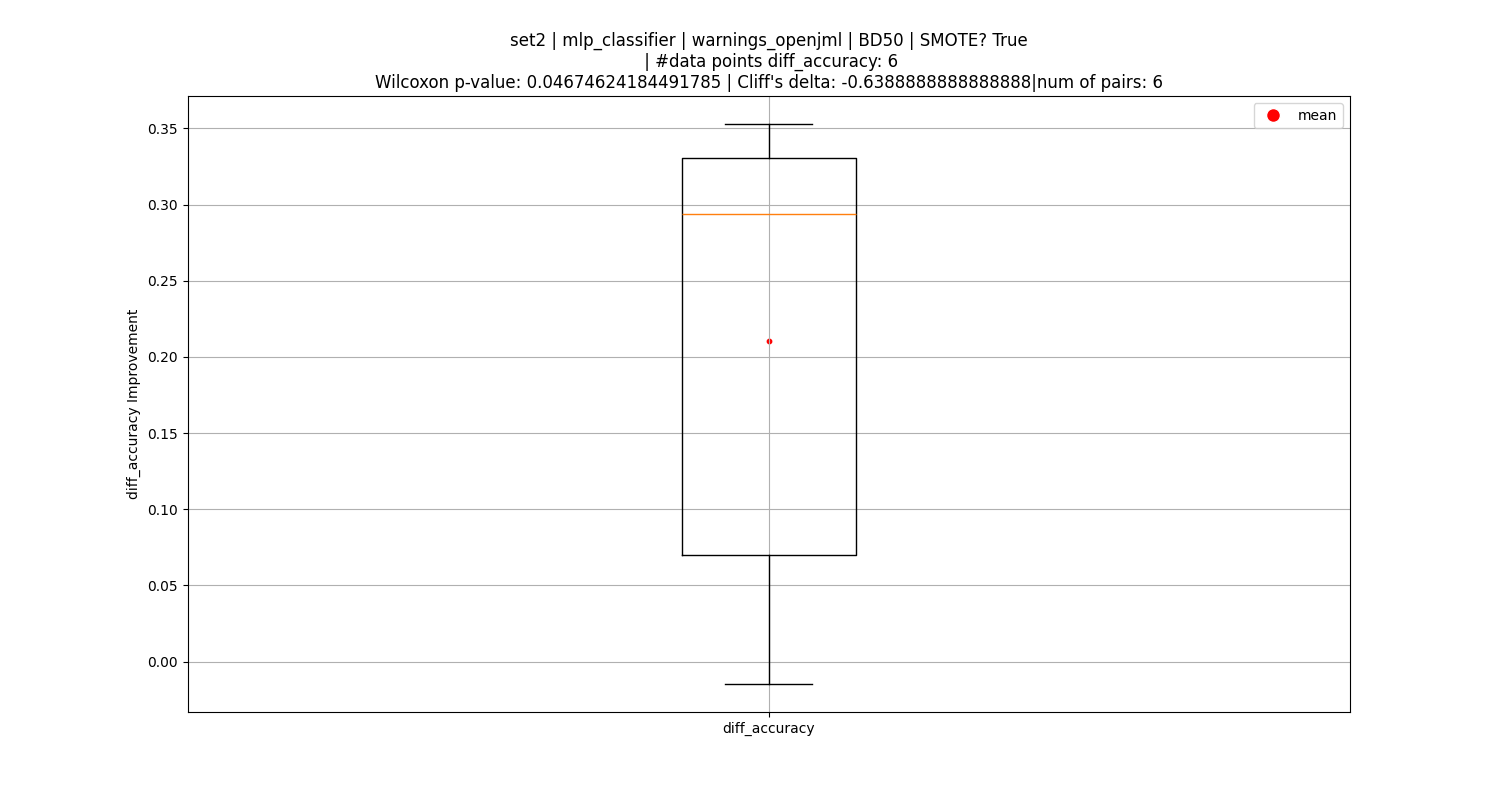 set2 | mlp_classifier | warnings_openjml | BD50 | SMOTE? True
| #data points diff_accuracy: 6
Wilcoxon p-value: 0.04674624184491785 | Cliff's delta: -0.6388888888888888|num of pairs: 6
mean
0.35
0.30
0.25
0.20
0.15
0.10
0.05
0.00
diff_accuracy Improvement
diff_accuracy